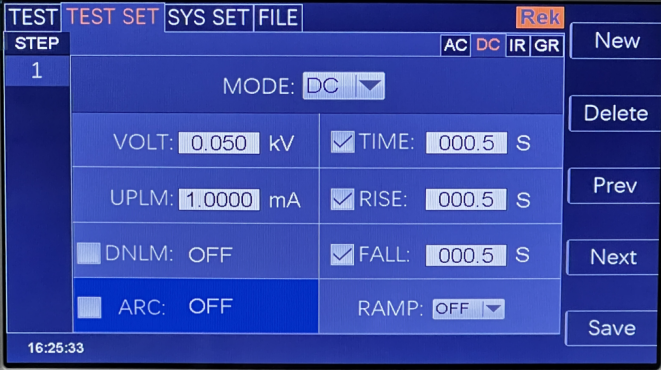 TEST TEST SET SYS SET FILE Rek
STEP AC DC IR GR New
1 MODE: DC
Delete
VOLT: 0.050 kV TIME: 000.5 S
UPLM: 1.0000 mA RISE: 000.5 S Prev
DNLM: OFF FALL: 000.5 S Next
ARC: OFF RAMP: OFF
Save
16:25:33